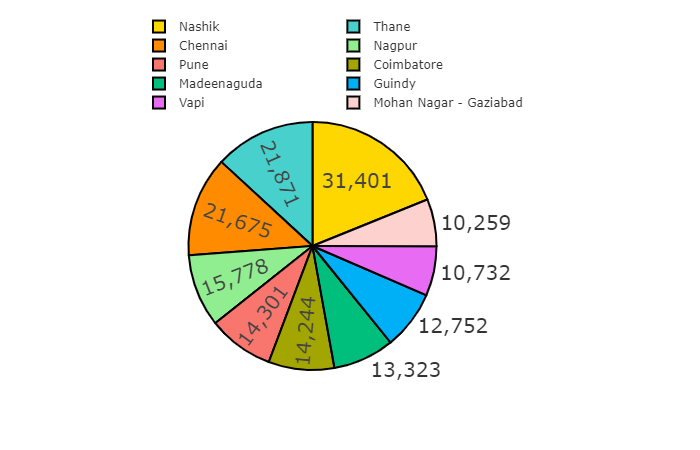 Nashik
Thane
Chennai
Nagpur
Pune
Coimbatore
Madeenaguda
Guindy
Vapi
Mohan Nagar - Gaziabad
31,401
10,259
10,732
12,752
13,323
14,244
14,301
15,778
21,675
21,871